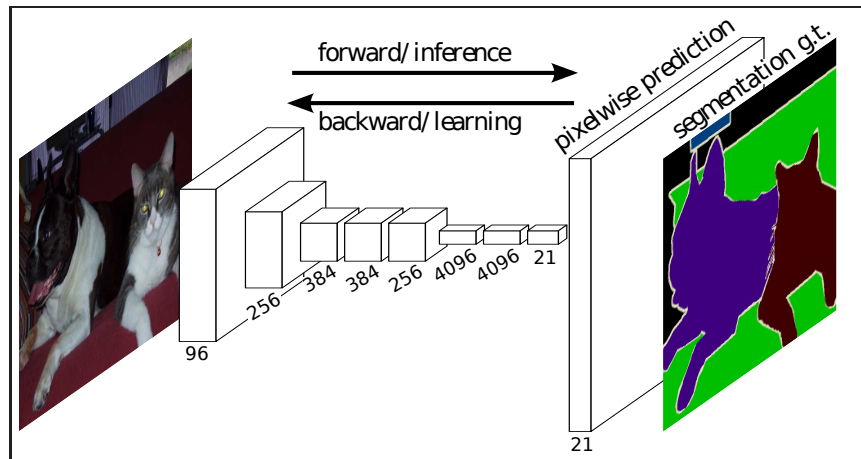 forward/inference
backward/learning
pixelwise prediction
segmentation g.t.
96
256
384
384
256
4096
4096
21
21